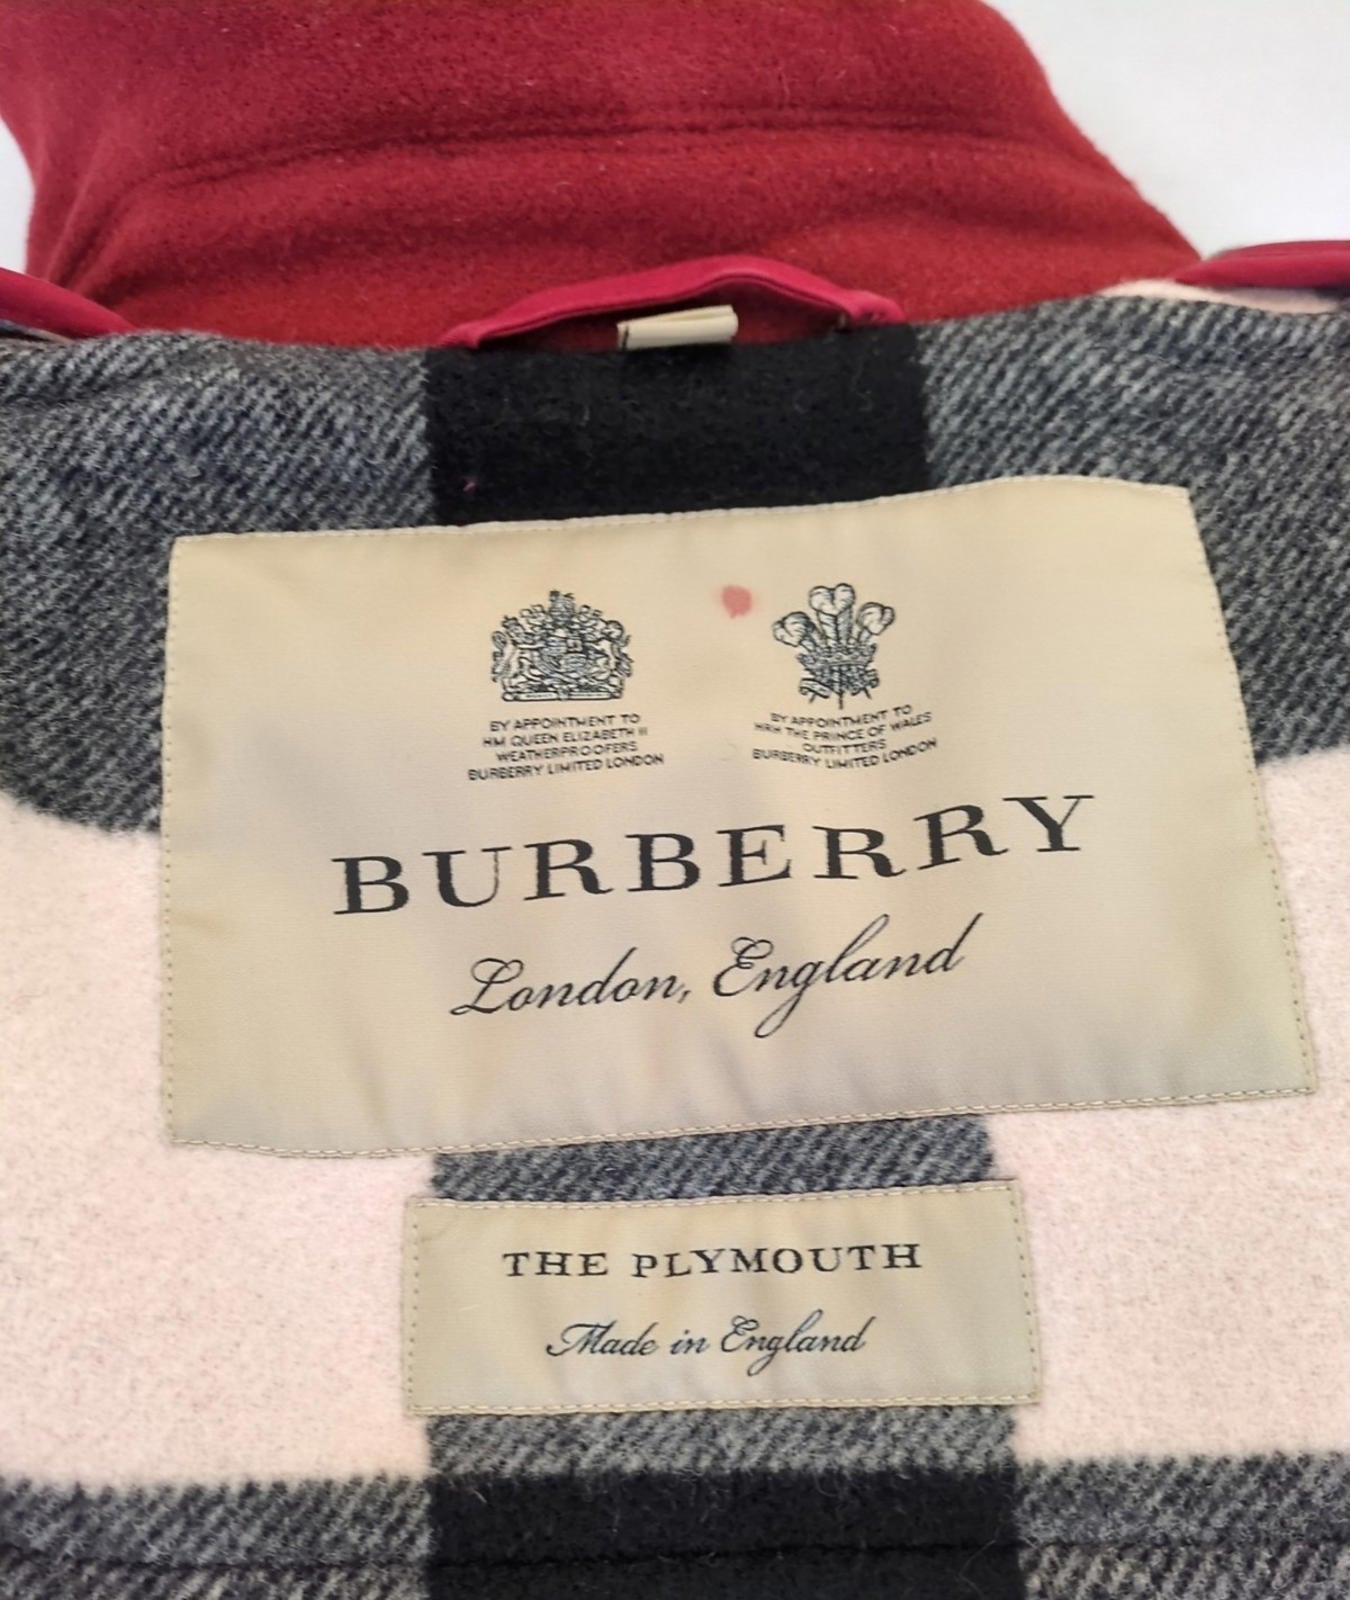 BY APPOINTMENT TO
HM QUEEN ELIZABETH II
WEATHERPROOFERS
BURBERRY LIMITED LONDON
BY APPOINTMENT TO
HRH THE PRINCE OF WALES
OUTFITTERS
BURBERRY LIMITED LONDON
BURBERRY
London, England
THE PLYMOUTH
Made in England